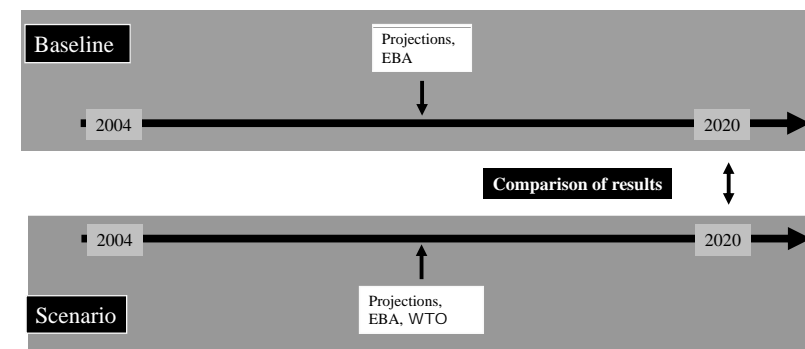 Baseline
Projections,
EBA
2004
2020
Comparison of results
2004
2020
Projections,
EBA, WTO
Scenario